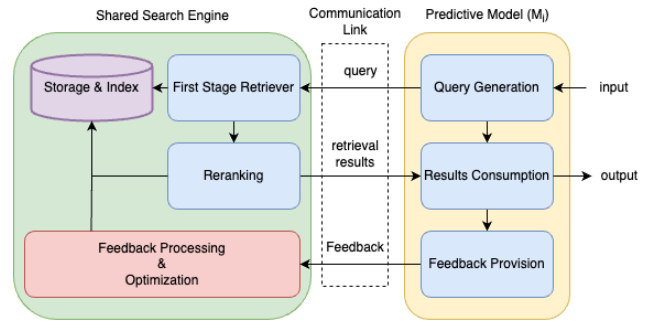 Shared Search Engine
Communication
Link
Predictive Model (Mi)
Storage & Index
First Stage Retriever
query
Query Generation
input
Reranking
retrieval
results
Results Consumption
output
Feedback Processing
&
Optimization
Feedback
Feedback Provision